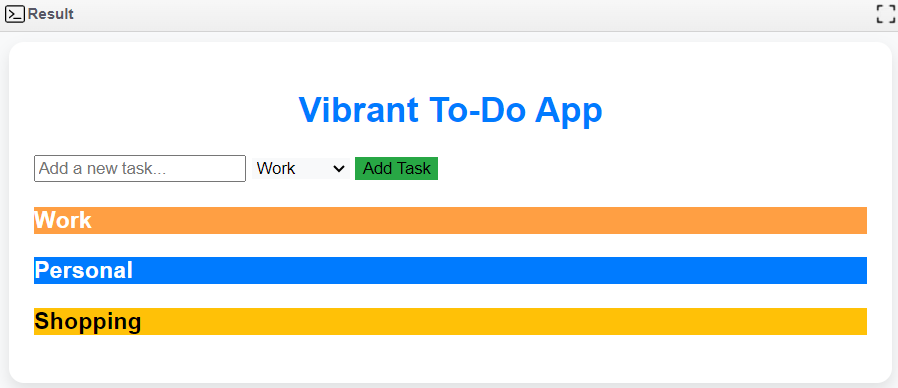 Result
Vibrant To-Do App
Add a new task... Work Add Task
Work
Personal
Shopping